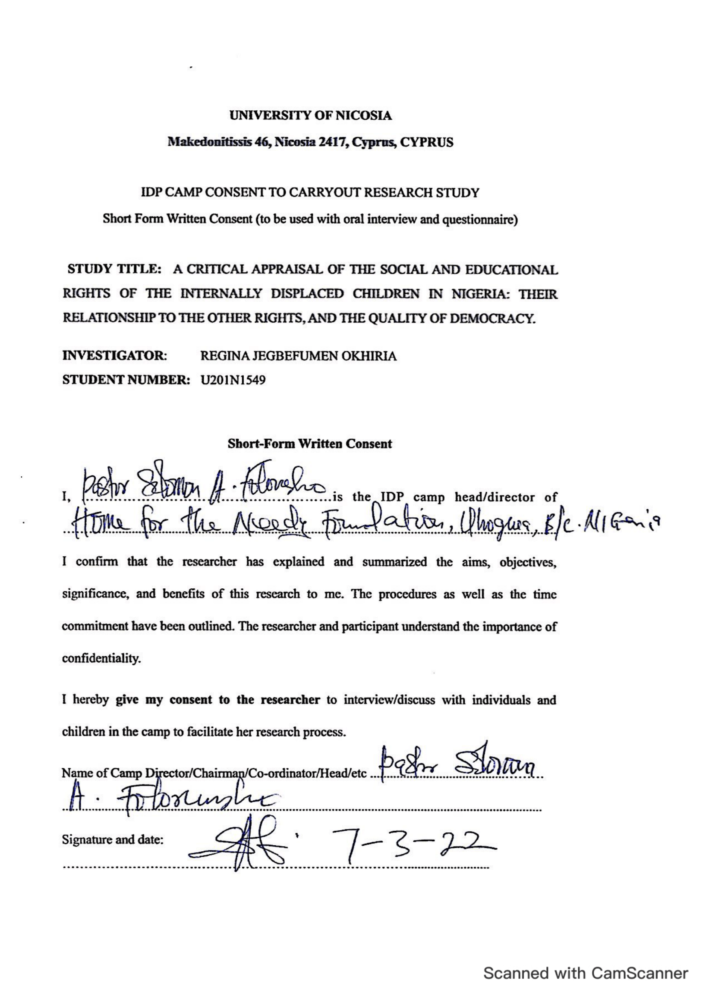 UNIVERSITY OF NICOSIA
Makedonitissis 46, Nicosia 2417, Cyprus, CYPRUS
IDP CAMP CONSENT TO CARRYOUT RESEARCH STUDY
Short Form Written Consent (to be used with oral interview and questionnaire)
STUDY TITLE: A CRITICAL APPRAISAL OF THE SOCIAL AND EDUCATIONAL
RIGHTS OF THE INTERNALLY DISPLACED CHILDREN IN NIGERIA: THEIR
RELATIONSHIP TO THE OTHER RIGHTS, AND THE QUALITY OF DEMOCRACY.
INVESTIGATOR: REGINA JEGBEFUMEN OKHIRIA
STUDENT NUMBER: U201N1549
Short-Form Written Consent
I, Pastor Solomon A. Folorunsho is the IDP camp head/director of
Home for the Needy Foundation, Uhogua, B/c. Nigeria
I confirm that the researcher has explained and summarized the aims, objectives,
significance, and benefits of this research to me. The procedures as well as the time
commitment have been outlined. The researcher and participant understand the importance of
confidentiality.
I hereby give my consent to the researcher to interview/discuss with individuals and
children in the camp to facilitate her research process.
Name of Camp Director/Chairman/Co-ordinator/Head/etc Pastor Solomon
A. Folorunsho
Signature and date: 7-3-22
Scanned with CamScanner